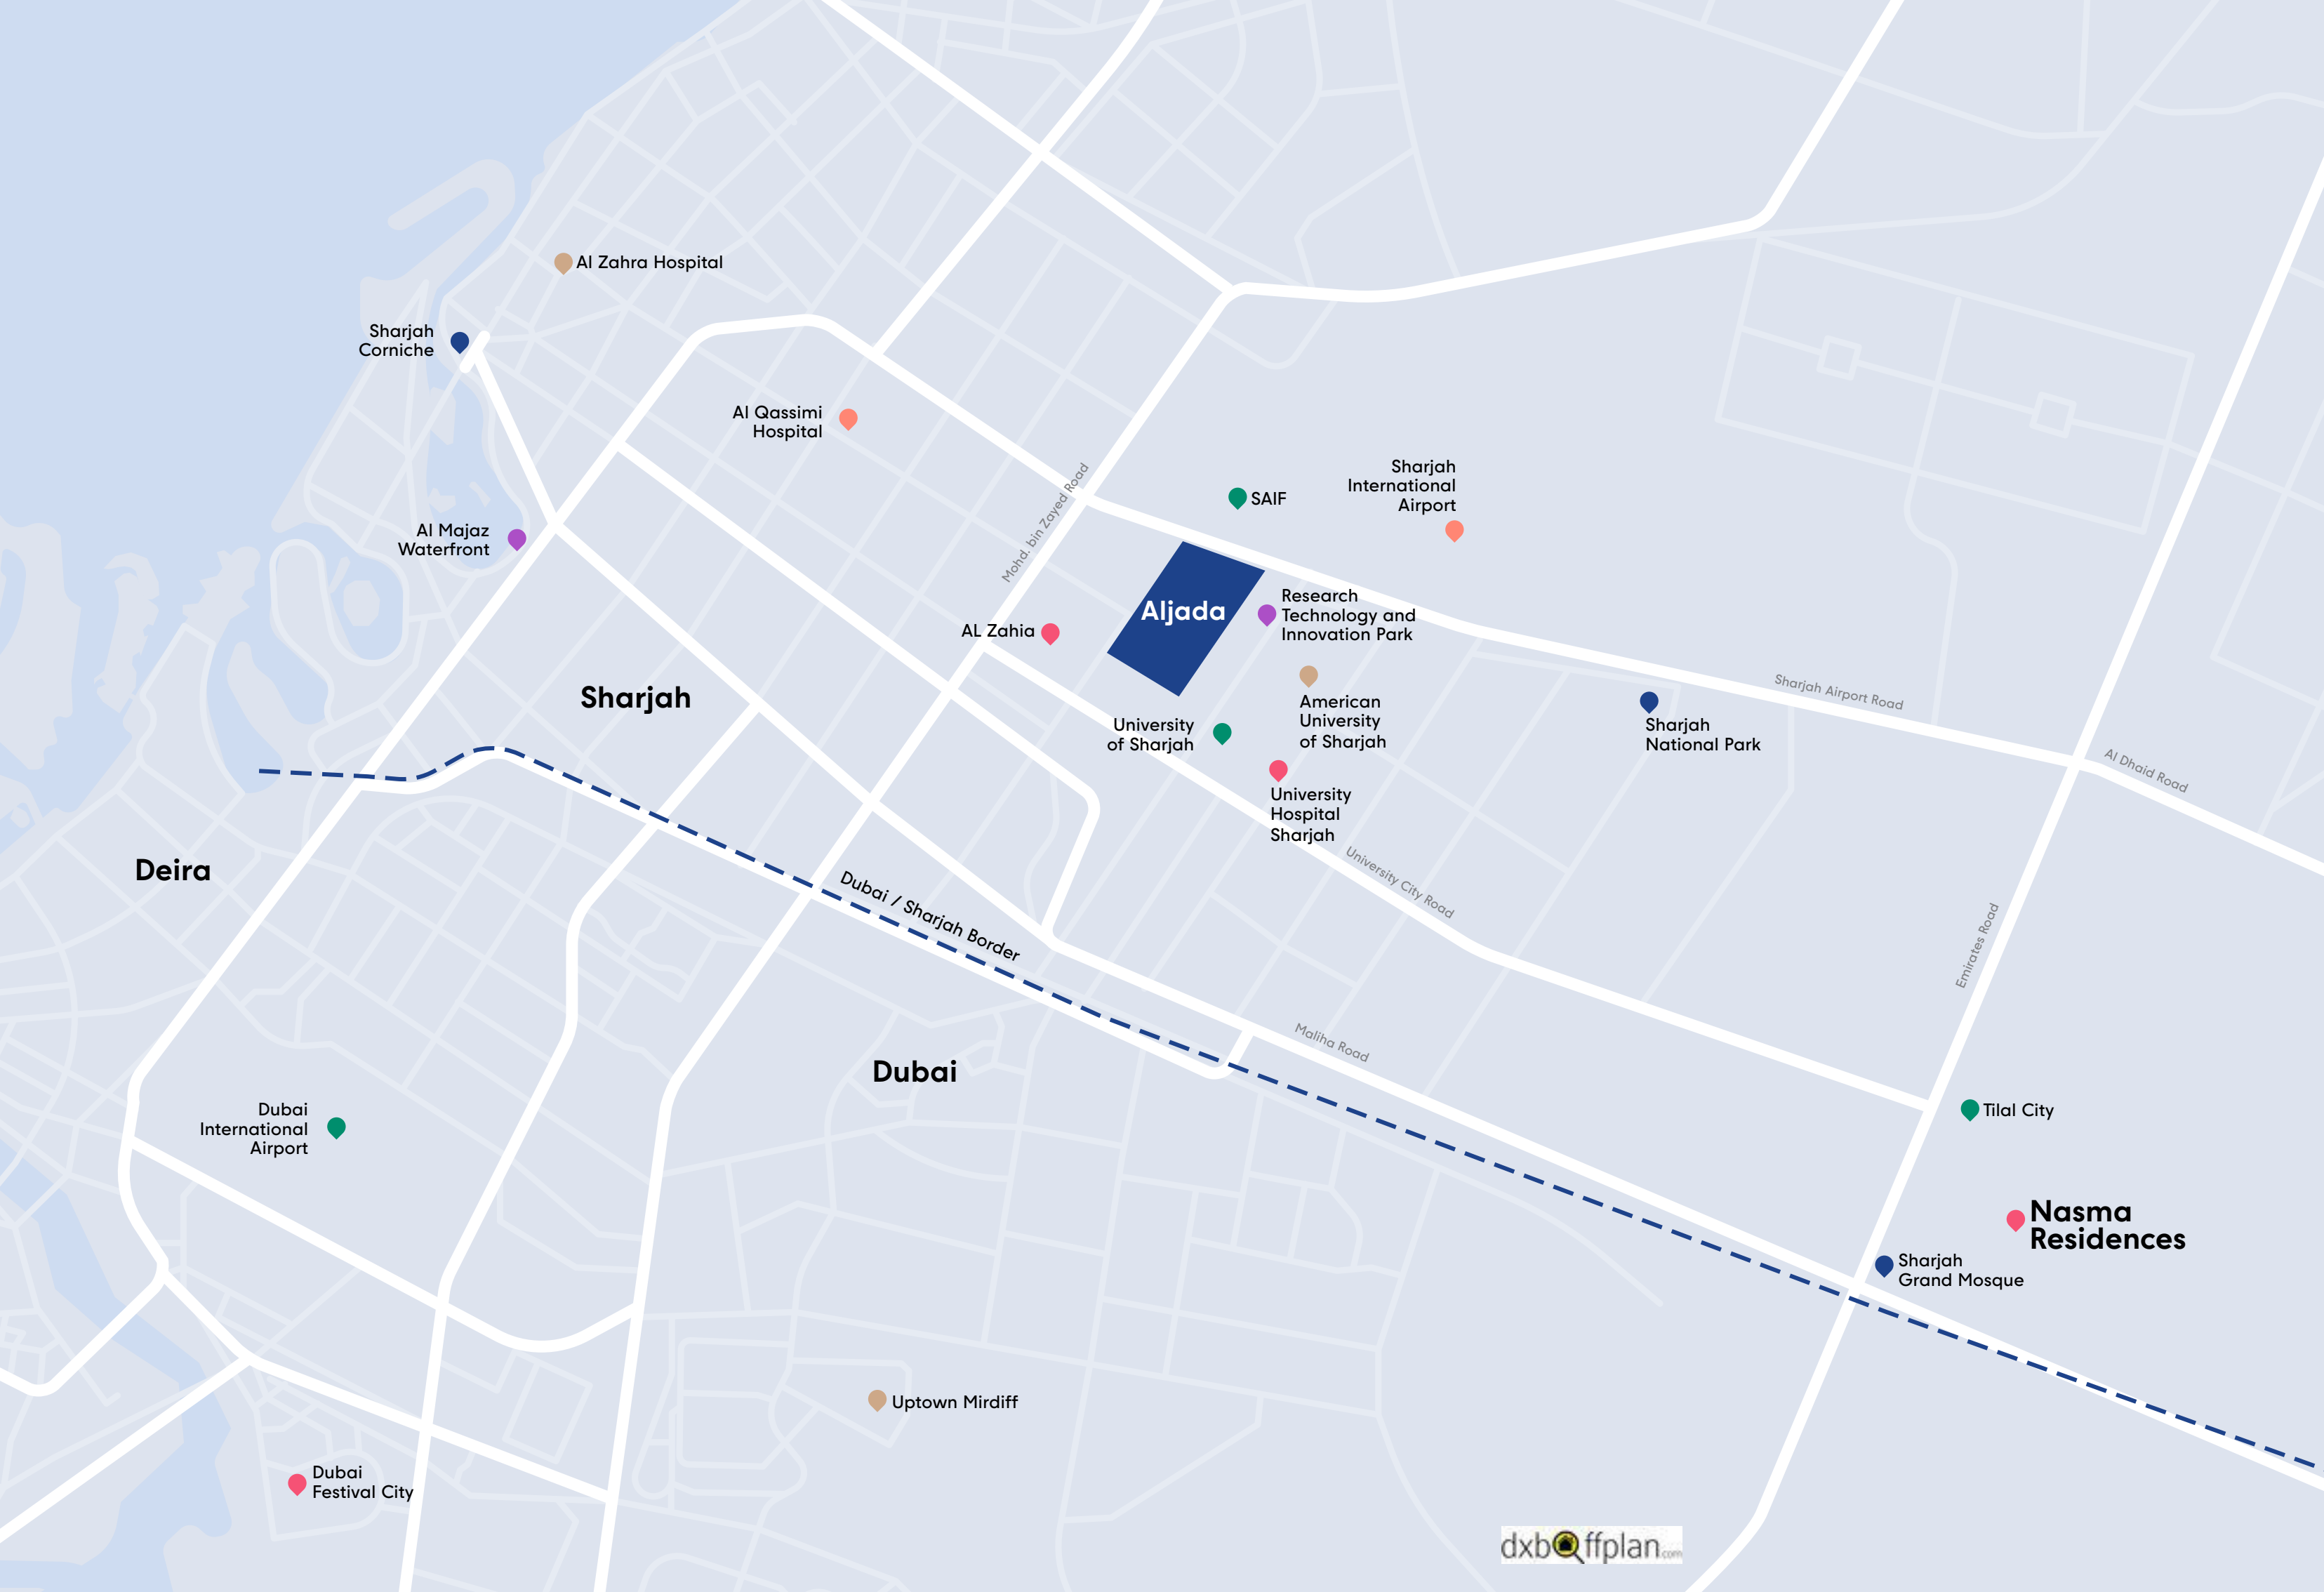 Al Zahra Hospital
Sharjah
Corniche
Al Qassimi
Hospital
Mohd. bin Zayed Road
SAIF
Sharjah
International
Airport
Al Majaz
Waterfront
Aljada
Research
Technology and
Innovation Park
AL Zahia
Sharjah
American
University
of Sharjah
University
of Sharjah
Sharjah
National Park
Sharjah Airport Road
Al Dhaid Road
University
Hospital
Sharjah
University City Road
Deira
Dubai / Sharjah Border
Emirates Road
Maliha Road
Dubai
Dubai
International
Airport
Tilal City
Nasma
Residences
Sharjah
Grand Mosque
Uptown Mirdiff
Dubai
Festival City
dxboffplan.com